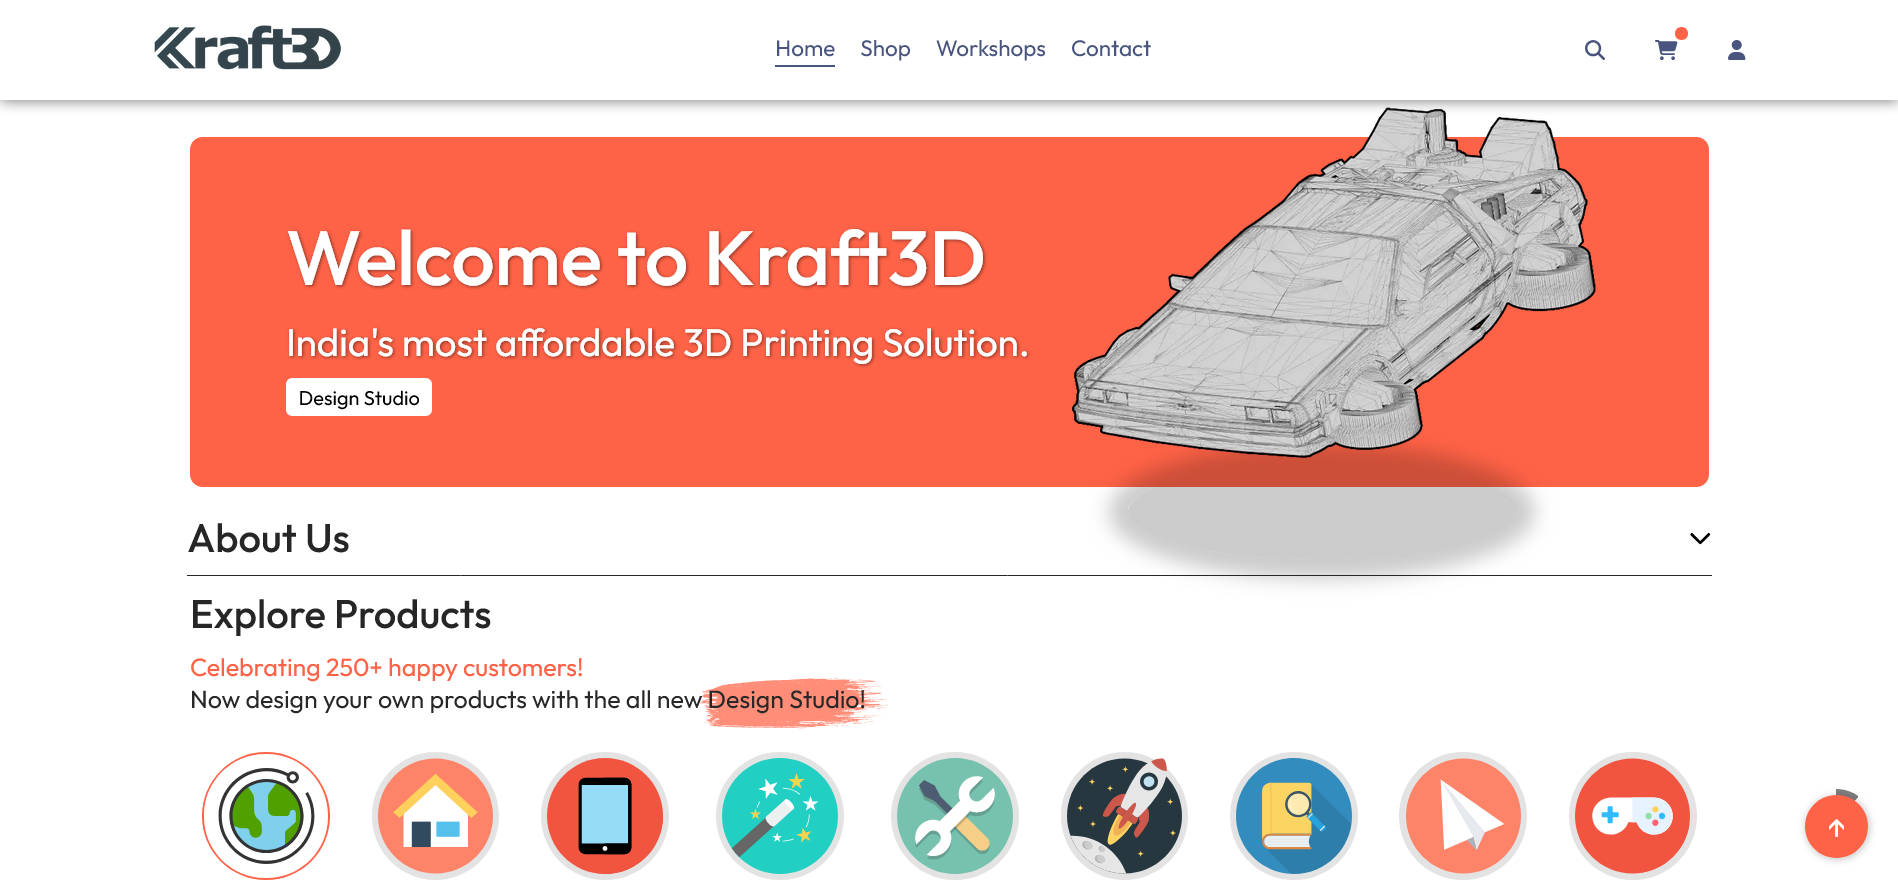 Kraft3D
Home Shop Workshops Contact
Welcome to Kraft3D
India's most affordable 3D Printing Solution.
Design Studio
About Us
Explore Products
Celebrating 250+ happy customers!
Now design your own products with the all new Design Studio!